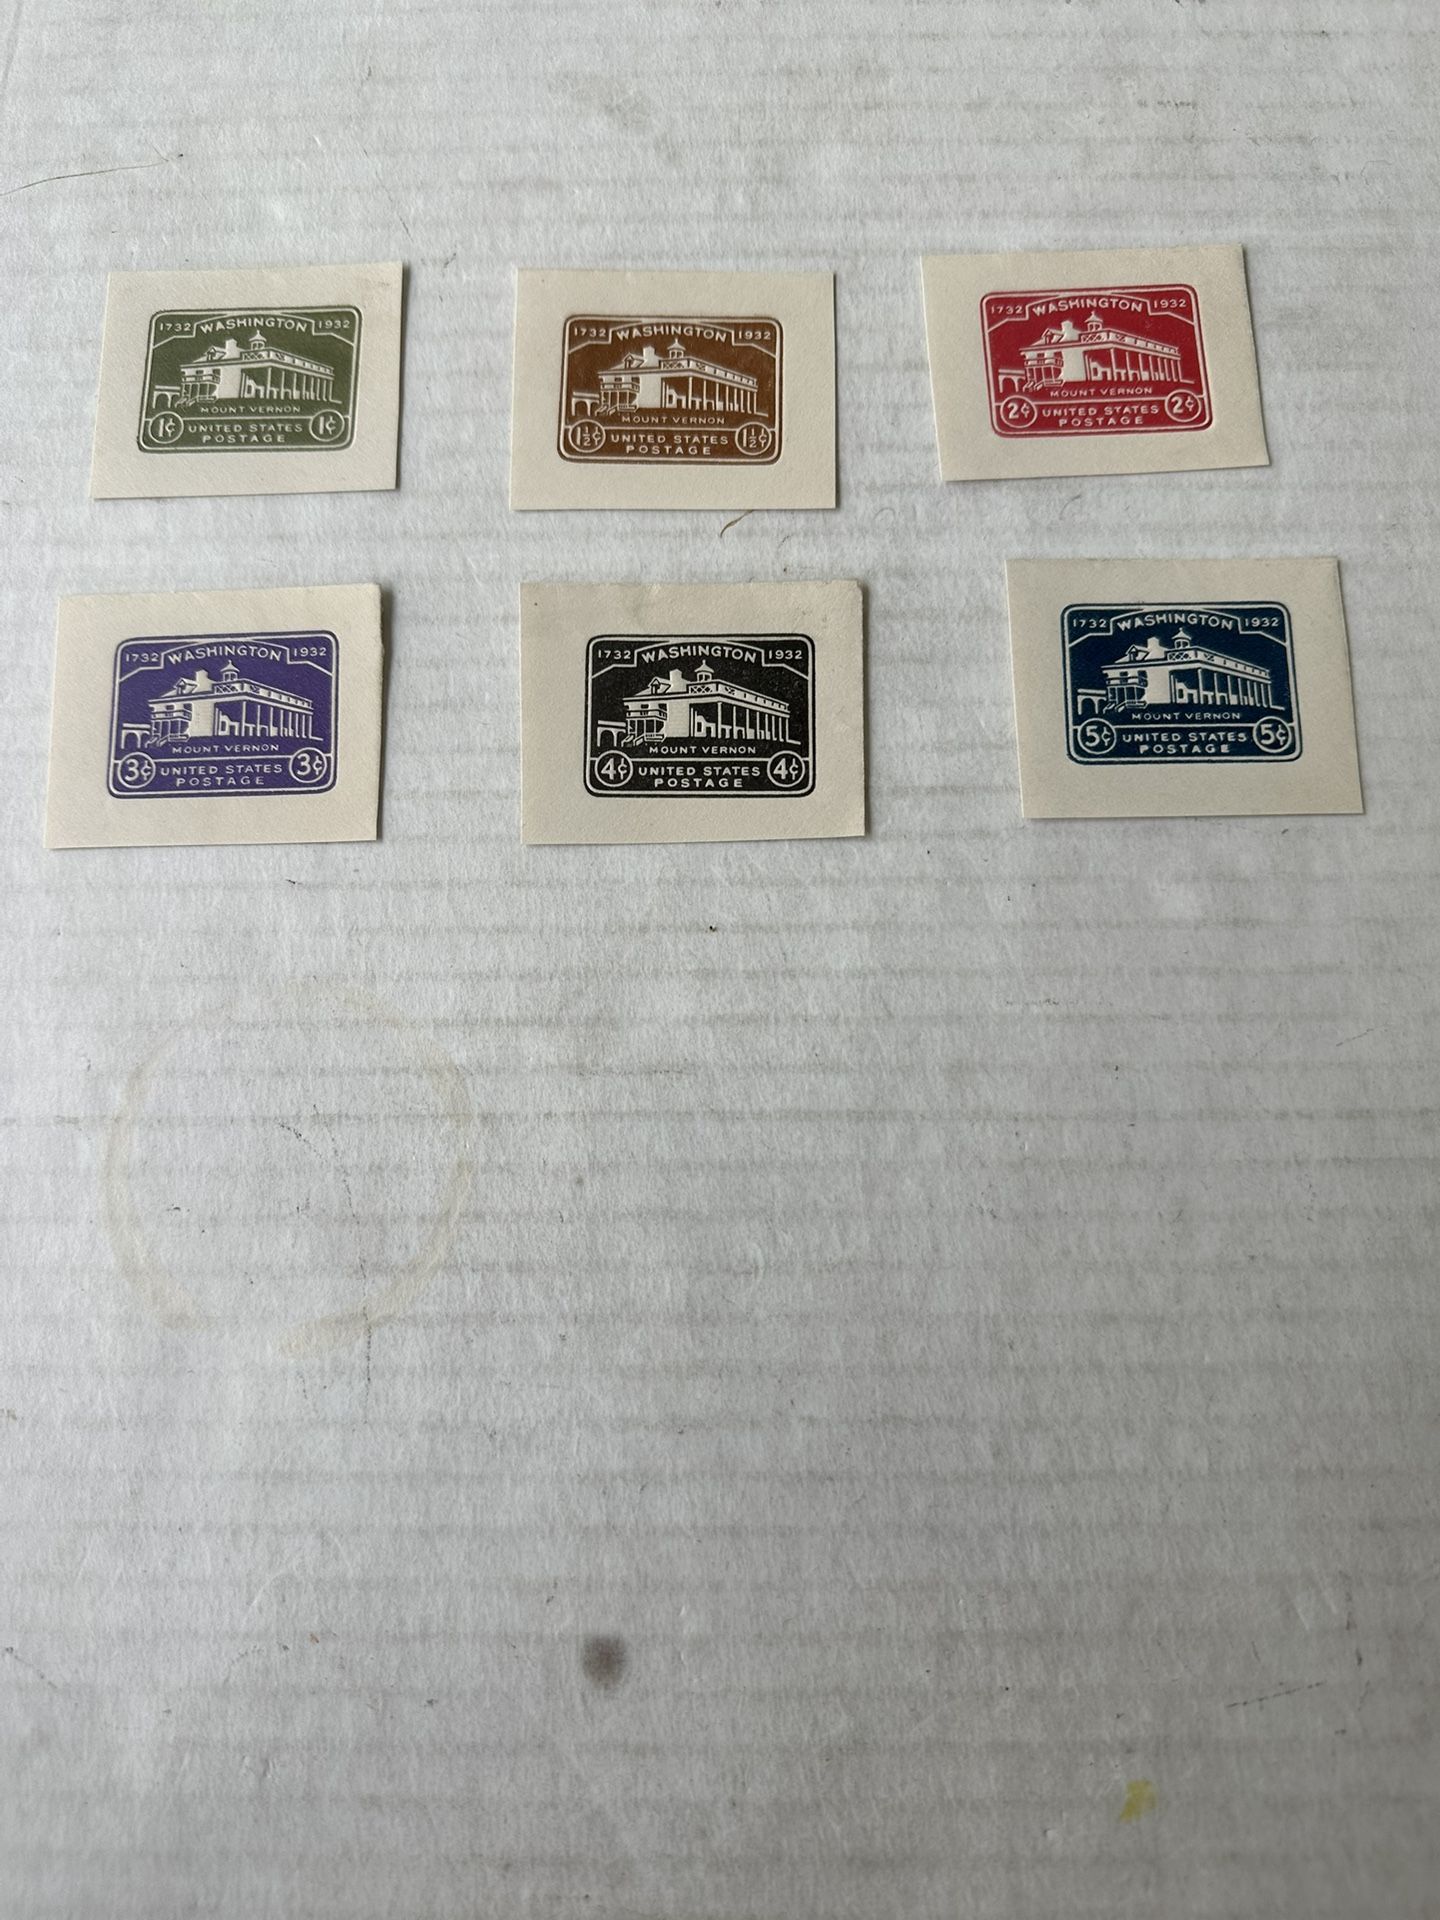 1732 WASHINGTON 1932
MOUNT VERNON
1¢ UNITED STATES 1¢
POSTAGE
1732 WASHINGTON 1932
MOUNT VERNON
1½¢ UNITED STATES 1½¢
POSTAGE
1732 WASHINGTON 1932
MOUNT VERNON
2¢ UNITED STATES 2¢
POSTAGE
1732 WASHINGTON 1932
MOUNT VERNON
3¢ UNITED STATES 3¢
POSTAGE
1732 WASHINGTON 1932
MOUNT VERNON
4¢ UNITED STATES 4¢
POSTAGE
1732 WASHINGTON 1932
MOUNT VERNON
5¢ UNITED STATES 5¢
POSTAGE